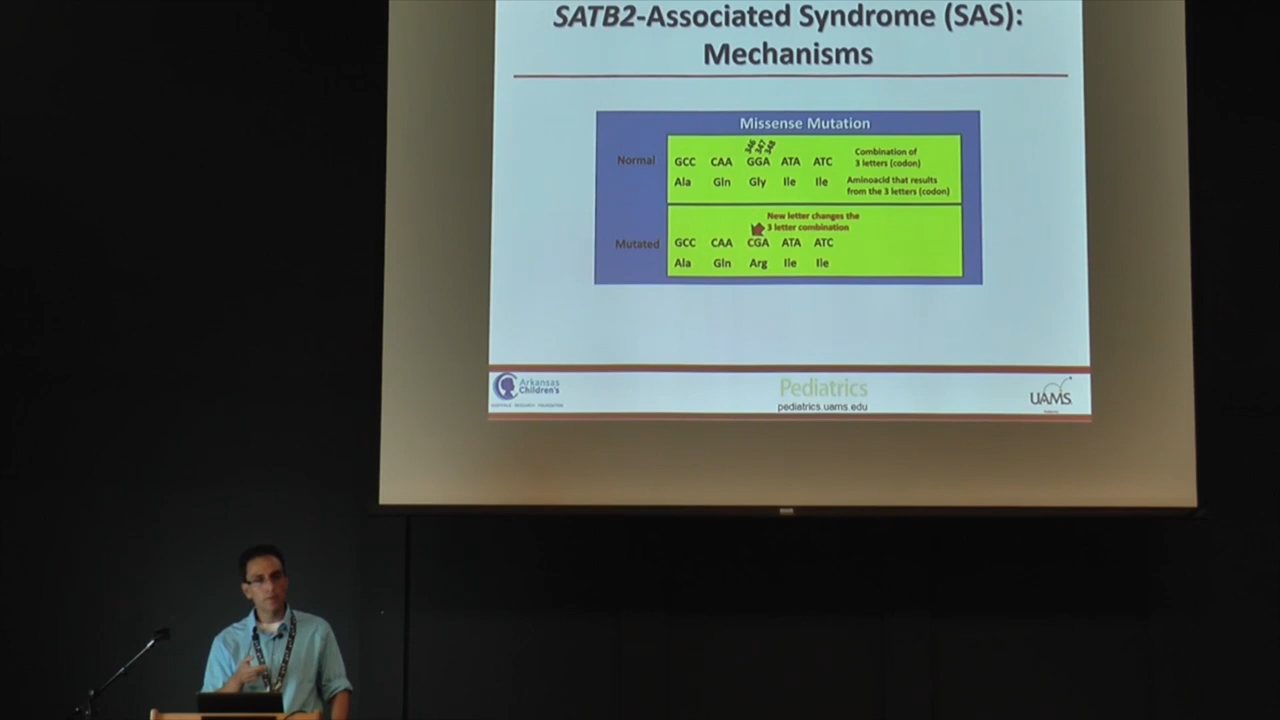 SATB2-Associated Syndrome (SAS):
Mechanisms
Missense Mutation
Normal
GCC CAA GGA ATA ATC
Combination of
3 letters (codon)
Ala Gln Gly Ile Ile
Aminoacid that results
from the 3 letters (codon)
New letter changes the
3 letter combination
Mutated
GCC CAA CGA ATA ATC
Ala Gln Arg Ile Ile
Arkansas
Children's
Pediatrics
pediatrics.uams.edu
UAMS